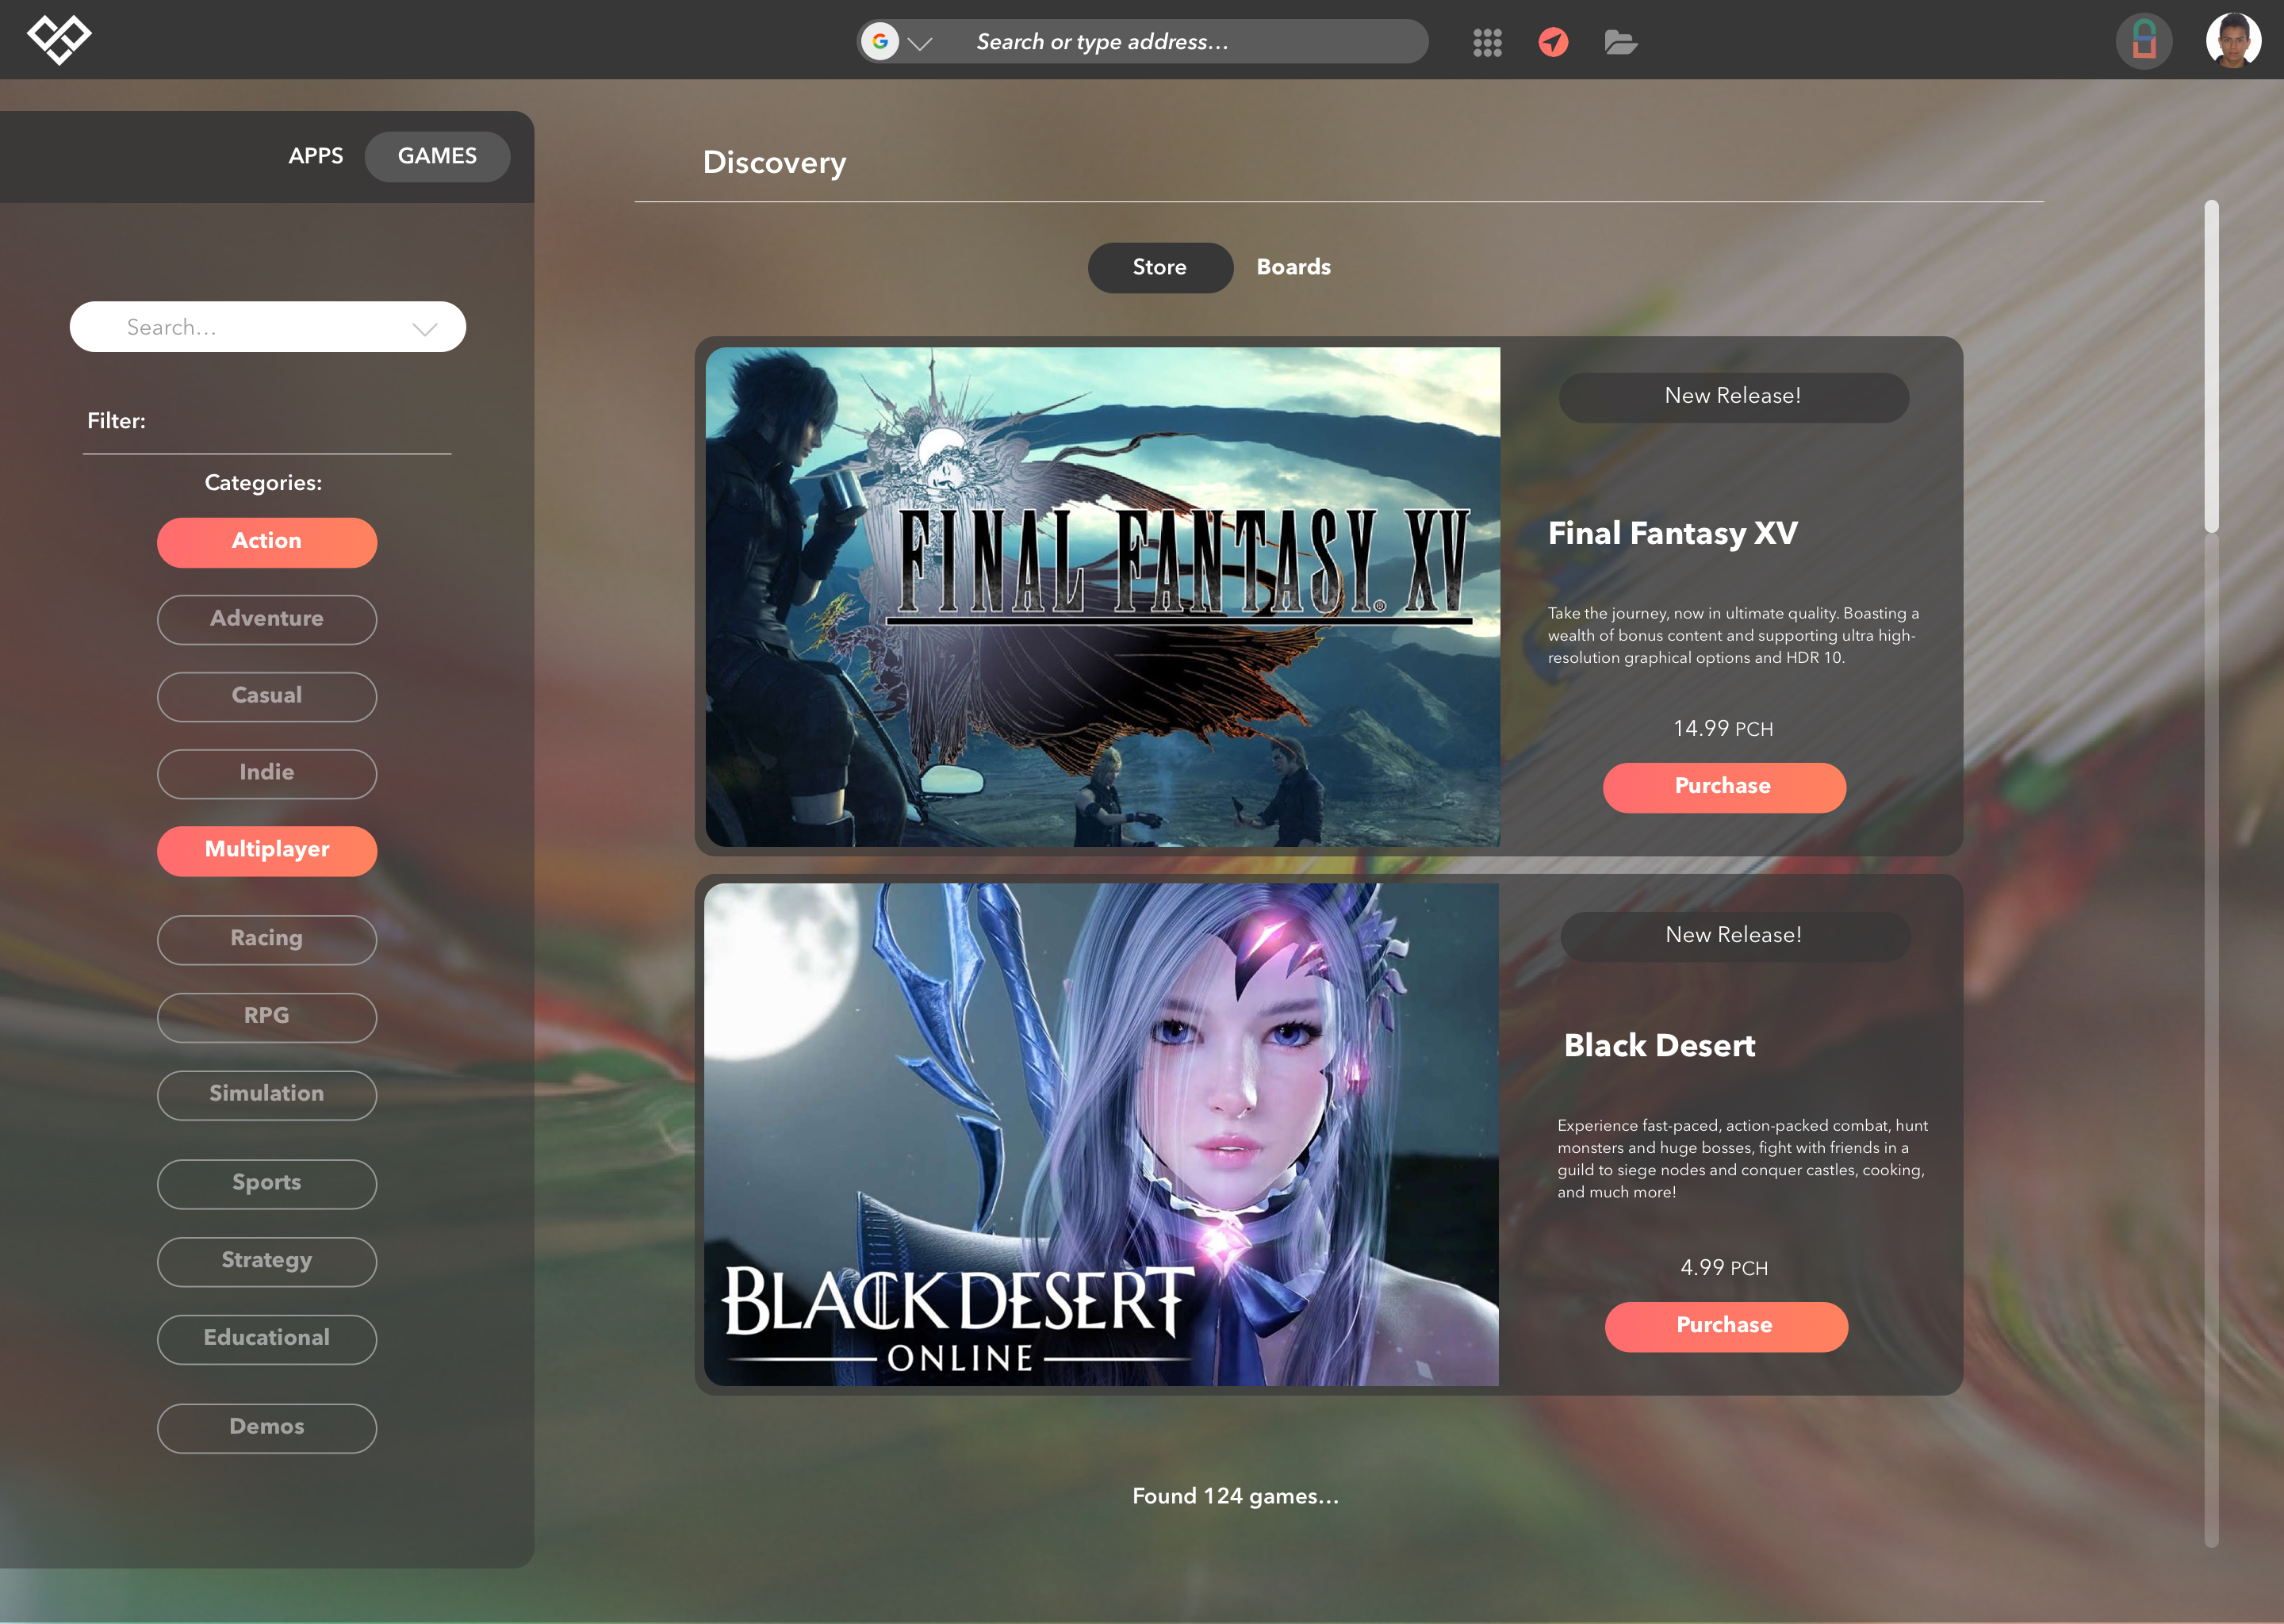 Search or type address...
APPS
GAMES
Search...
Filter:
Categories:
Action
Adventure
Casual
Indie
Multiplayer
Racing
RPG
Simulation
Sports
Strategy
Educational
Demos
Discovery
Store
Boards
FINAL FANTASY® XV
New Release!
Final Fantasy XV
Take the journey, now in ultimate quality. Boasting a
wealth of bonus content and supporting ultra high-
resolution graphical options and HDR 10.
14.99 PCH
Purchase
BLACK DESERT
ONLINE
New Release!
Black Desert
Experience fast-paced, action-packed combat, hunt
monsters and huge bosses, fight with friends in a
guild to siege nodes and conquer castles, cooking,
and much more!
4.99 PCH
Purchase
Found 124 games...